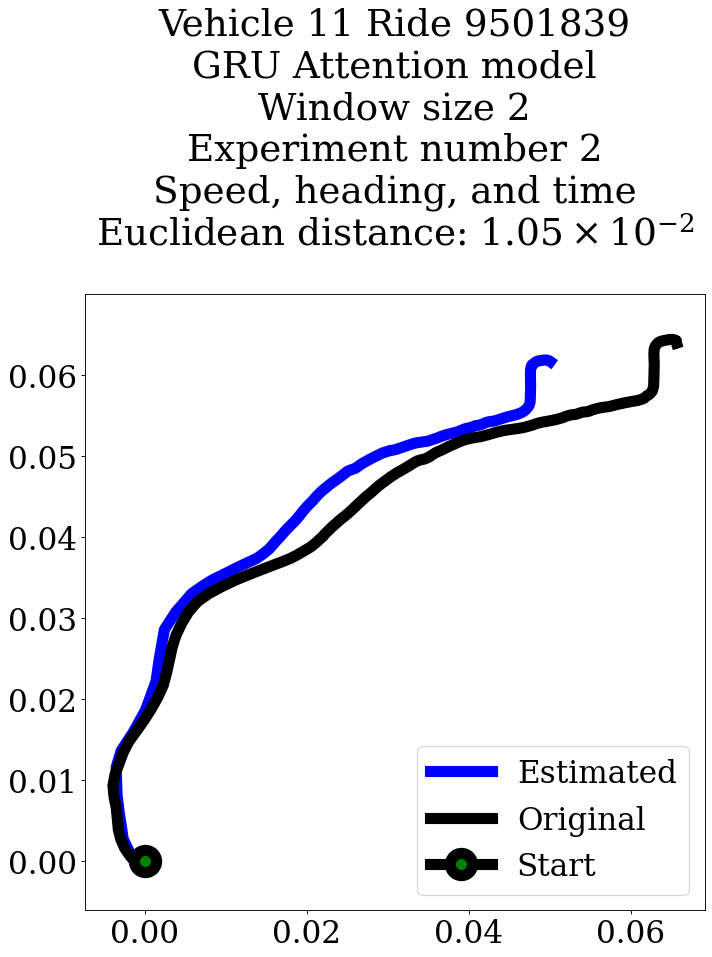 Vehicle 11 Ride 9501839
GRU Attention model
Window size 2
Experiment number 2
Speed, heading, and time
Euclidean distance: 1.05 × 10⁻²
0.06
0.05
0.04
0.03
0.02
0.01
0.00
Estimated
Original
Start
0.00 0.02 0.04 0.06